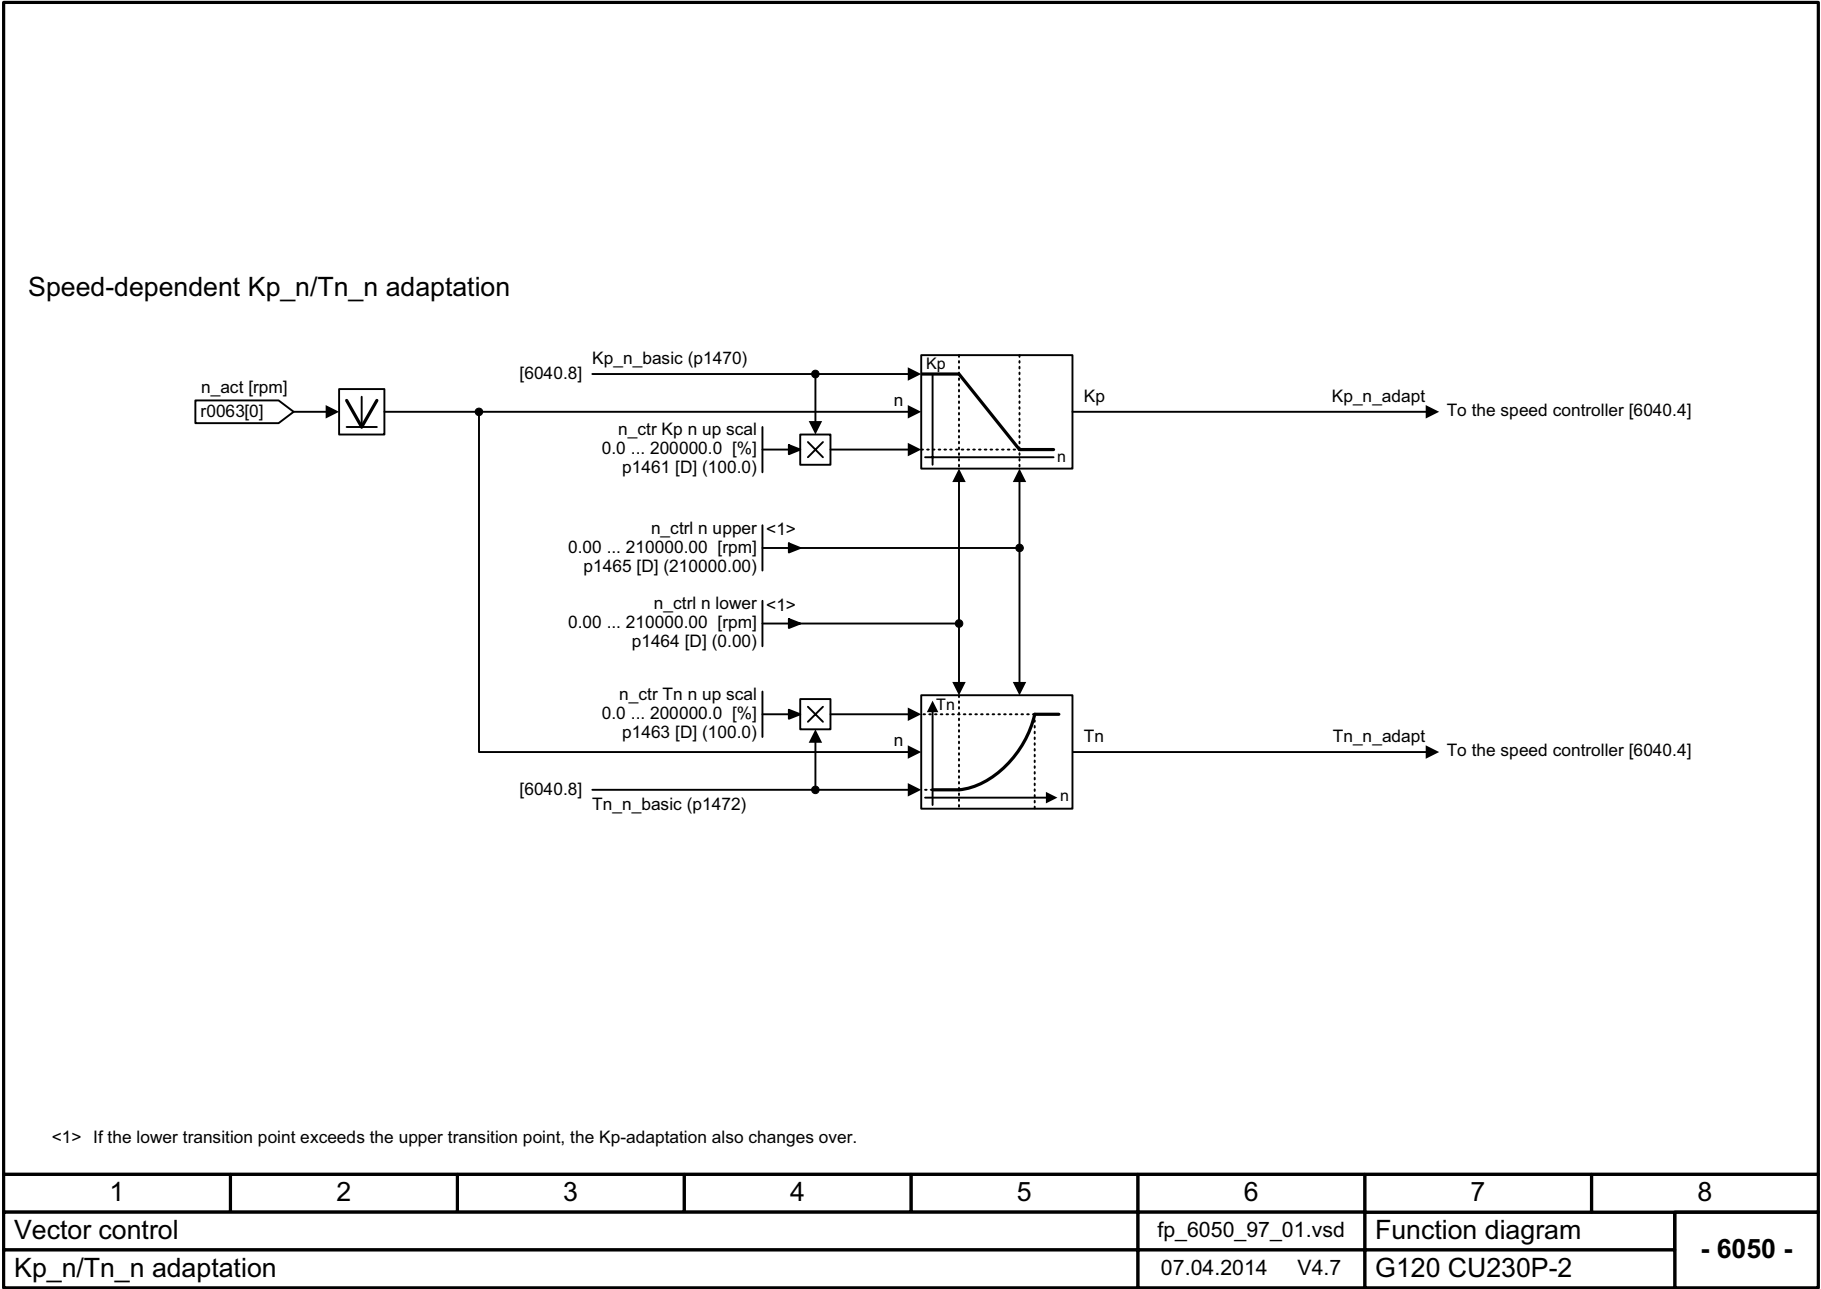 Speed-dependent Kp_n/Tn_n adaptation
Kp_n_basic (p1470)
[6040.8]
n_act [rpm]
r0063[0]
n
n_ctr Kp n up scal
0.0 ... 200000.0 [%]
p1461 [D] (100.0)
Kp
n
Kp
Kp_n_adapt
To the speed controller [6040.4]
n_ctrl n upper <1>
0.00 ... 210000.00 [rpm]
p1465 [D] (210000.00)
n_ctrl n lower <1>
0.00 ... 210000.00 [rpm]
p1464 [D] (0.00)
n_ctr Tn n up scal
0.0 ... 200000.0 [%]
p1463 [D] (100.0)
n
[6040.8]
Tn_n_basic (p1472)
Tn
n
Tn
Tn_n_adapt
To the speed controller [6040.4]
<1> If the lower transition point exceeds the upper transition point, the Kp-adaptation also changes over.
1 2 3 4 5 6 7 8
Vector control
fp_6050_97_01.vsd
Function diagram
- 6050 -
Kp_n/Tn_n adaptation
07.04.2014 V4.7
G120 CU230P-2